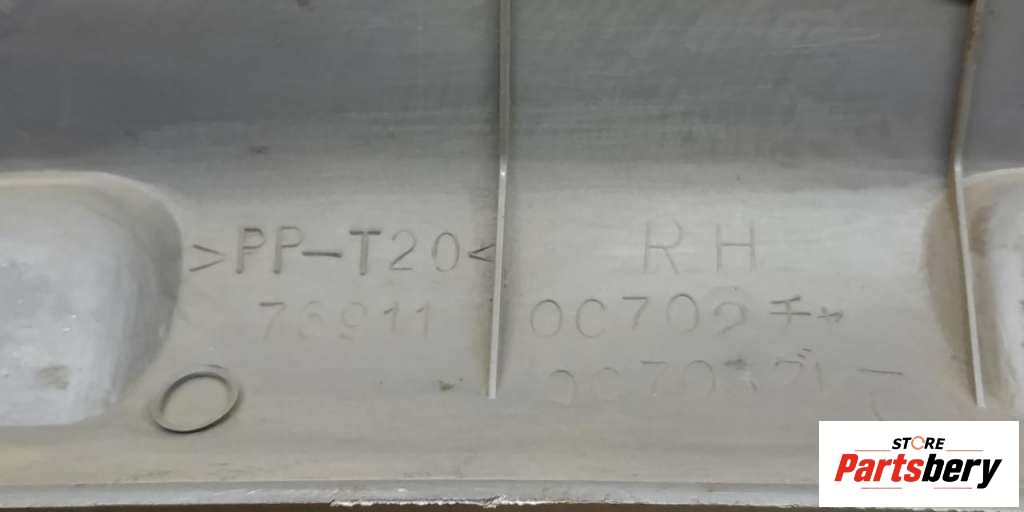 >PP-T20<
76911
RH
0C702チャ
STORE
Partsbery